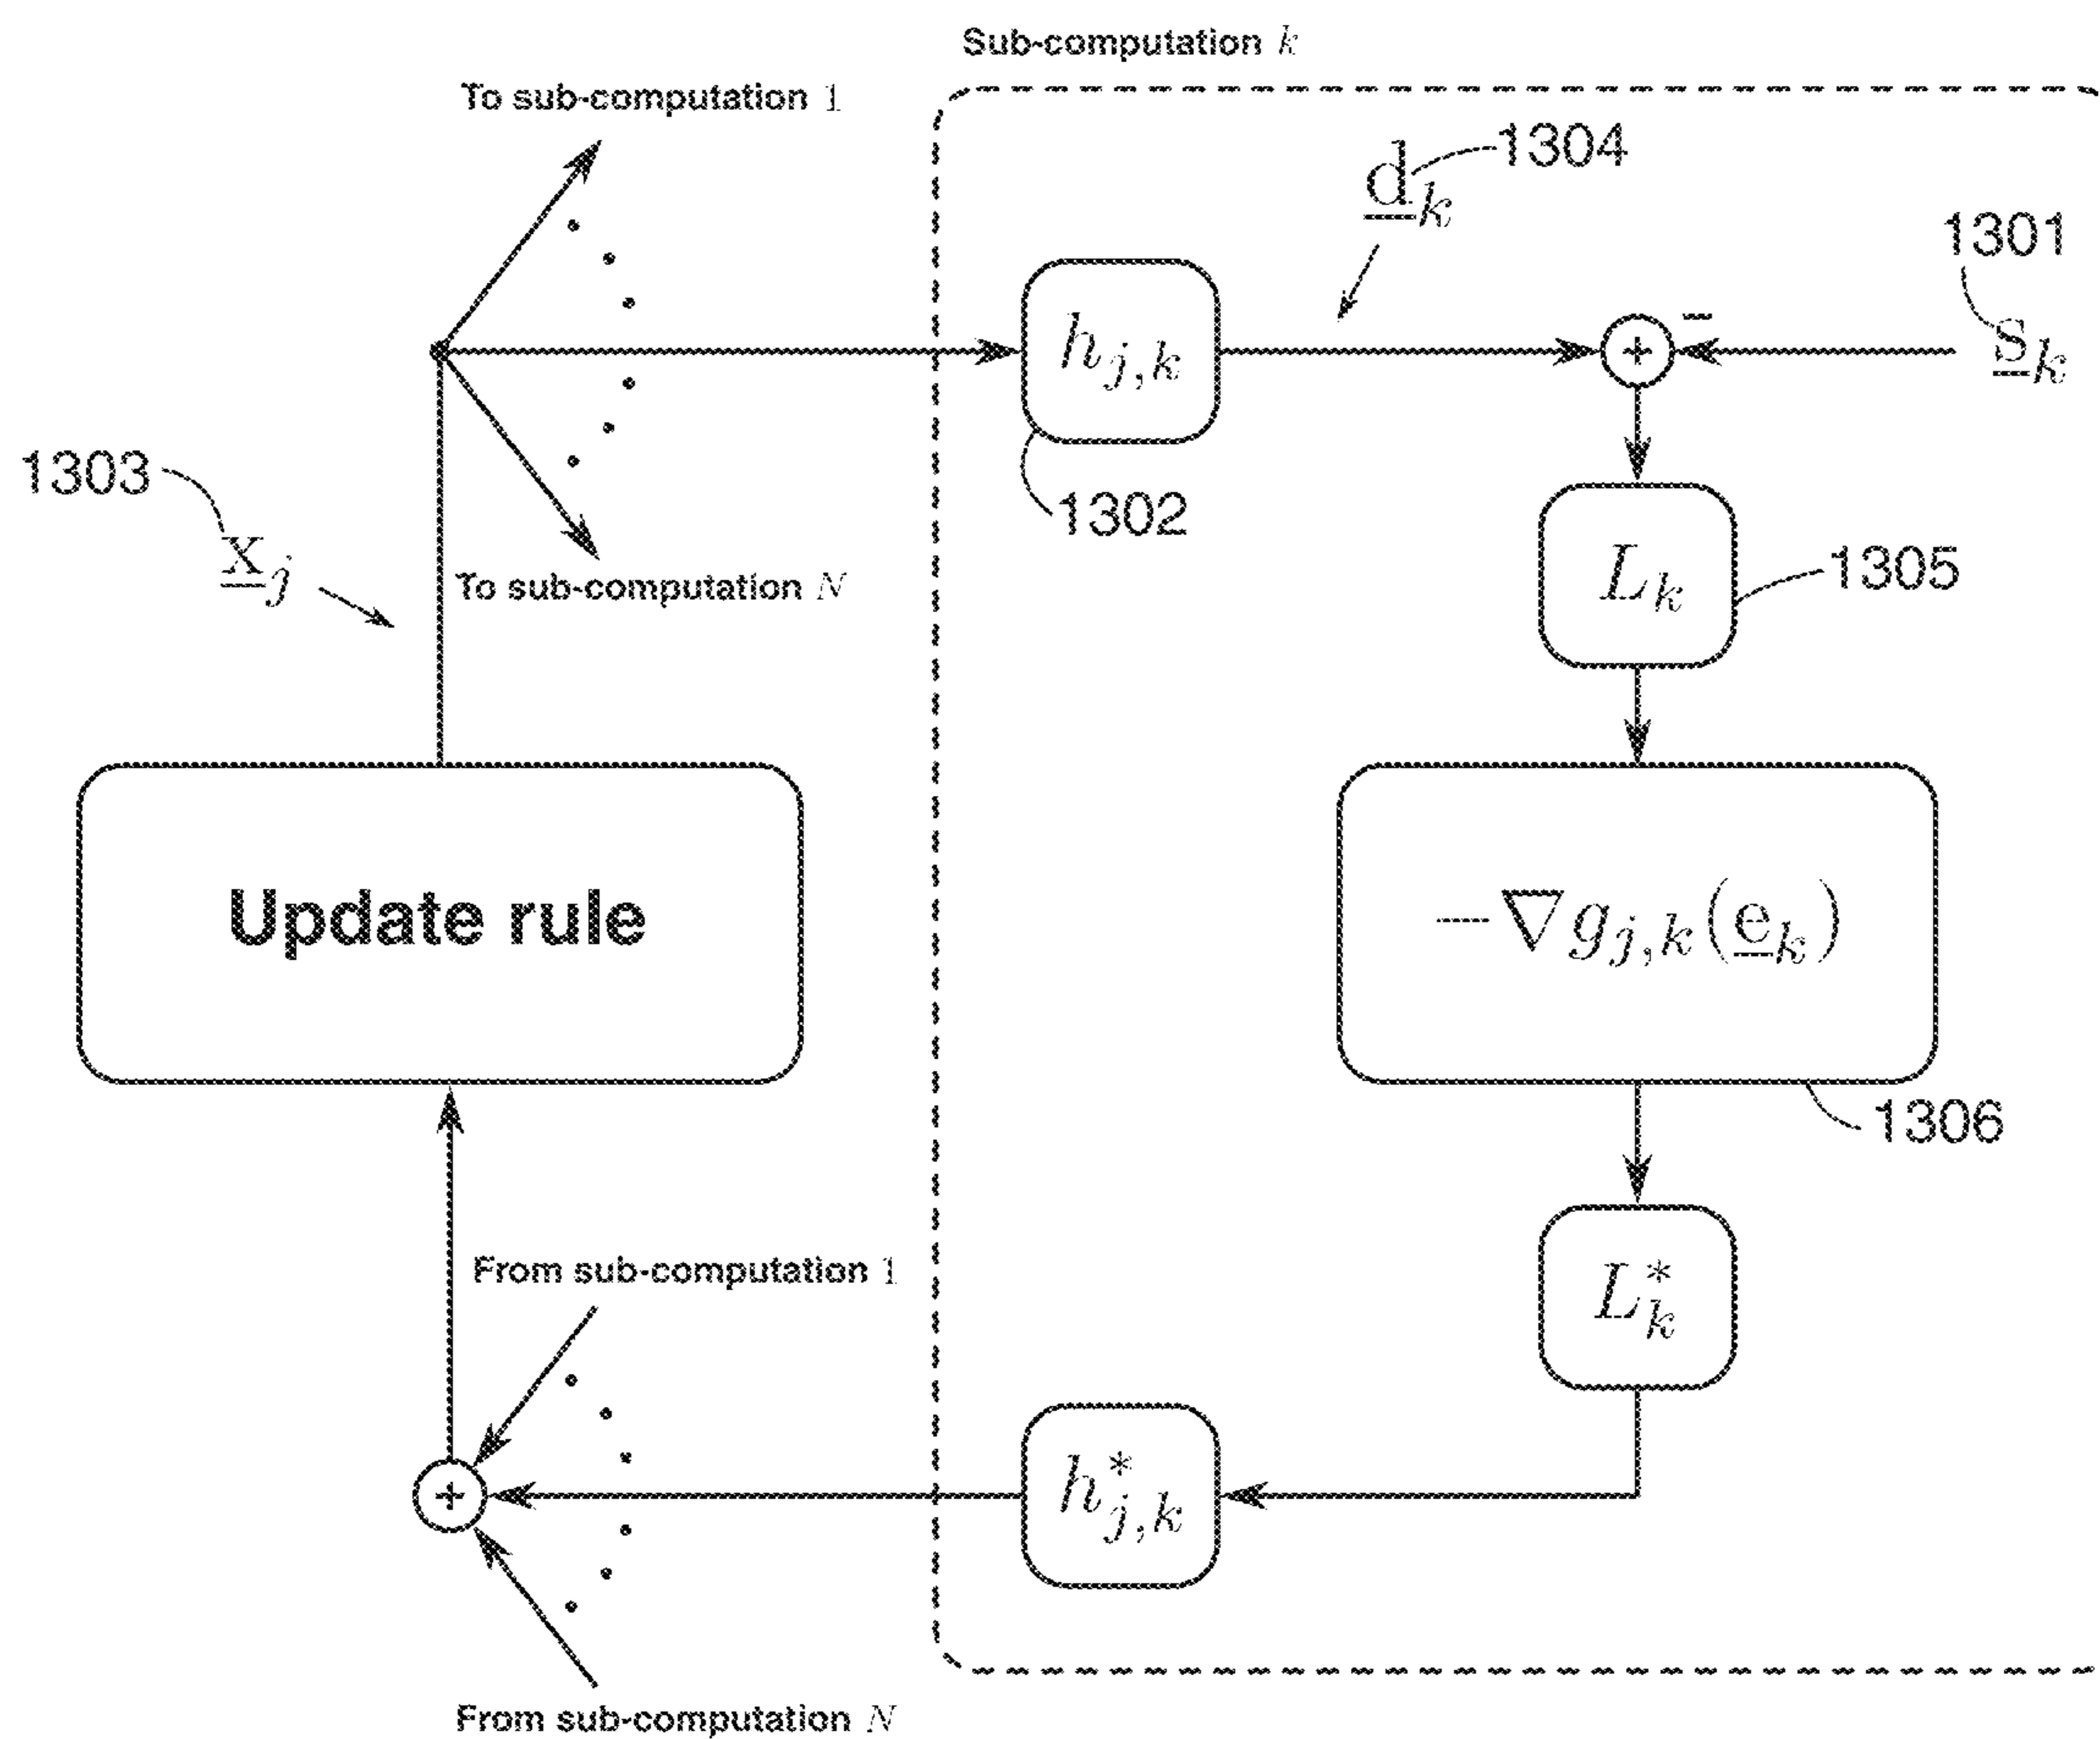 Sub-computation k
To sub-computation 1
1304
d_k
1301
−
h_{j,k}
+
s_k
1303
1302
x_j
To sub-computation N
L_k
1305
Update rule
−∇g_{j,k}(e_k)
1306
From sub-computation 1
L_k^*
+
h_{j,k}^*
From sub-computation N